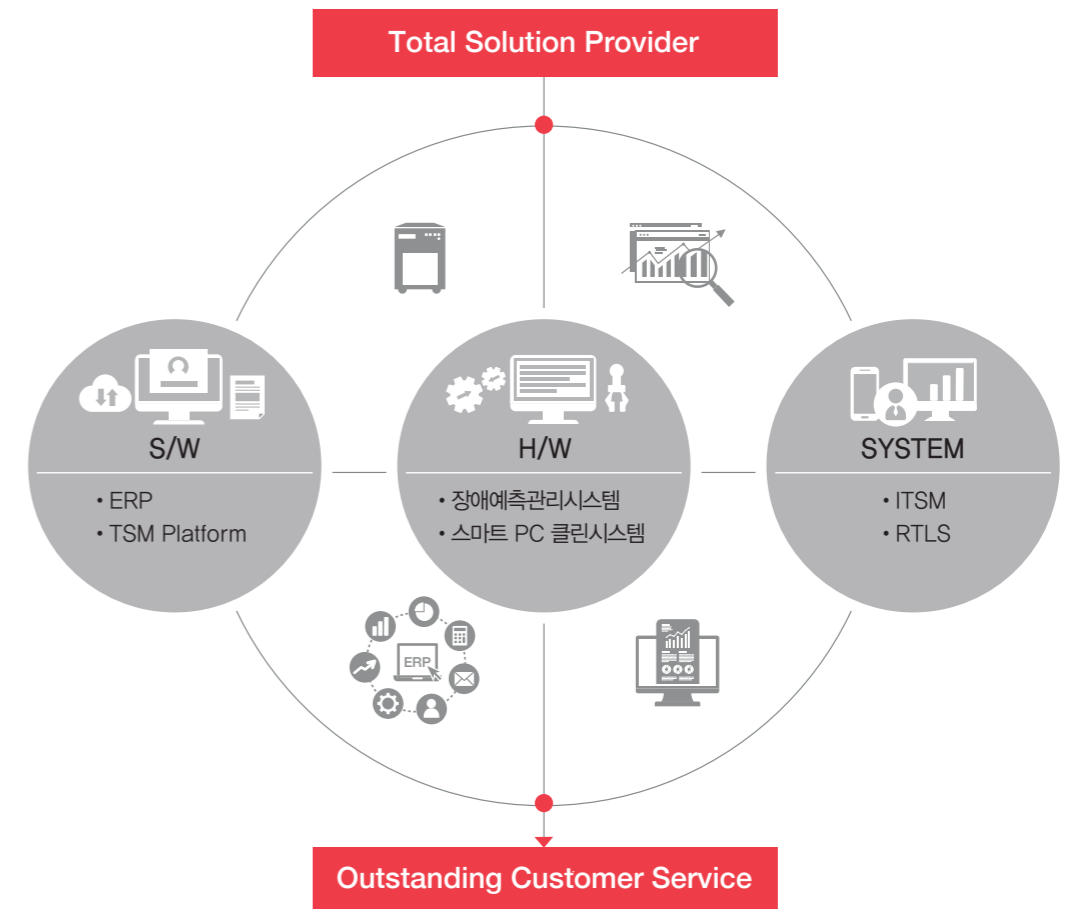 Total Solution Provider
S/W
• ERP
• TSM Platform
H/W
• 장애예측관리시스템
• 스마트 PC 클린시스템
SYSTEM
• ITSM
• RTLS
ERP
Outstanding Customer Service